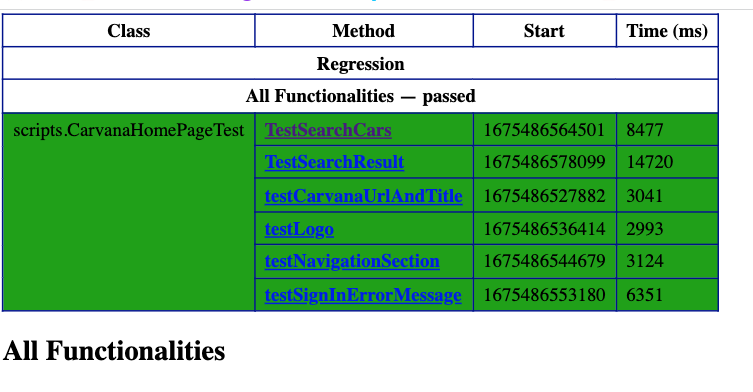 Class Method Start Time (ms)
Regression
All Functionalities — passed
scripts.CarvanaHomePageTest TestSearchCars 1675486564501 8477
TestSearchResult 1675486578099 14720
testCarvanaUrlAndTitle 1675486527882 3041
testLogo 1675486536414 2993
testNavigationSection 1675486544679 3124
testSignInErrorMessage 1675486553180 6351
All Functionalities